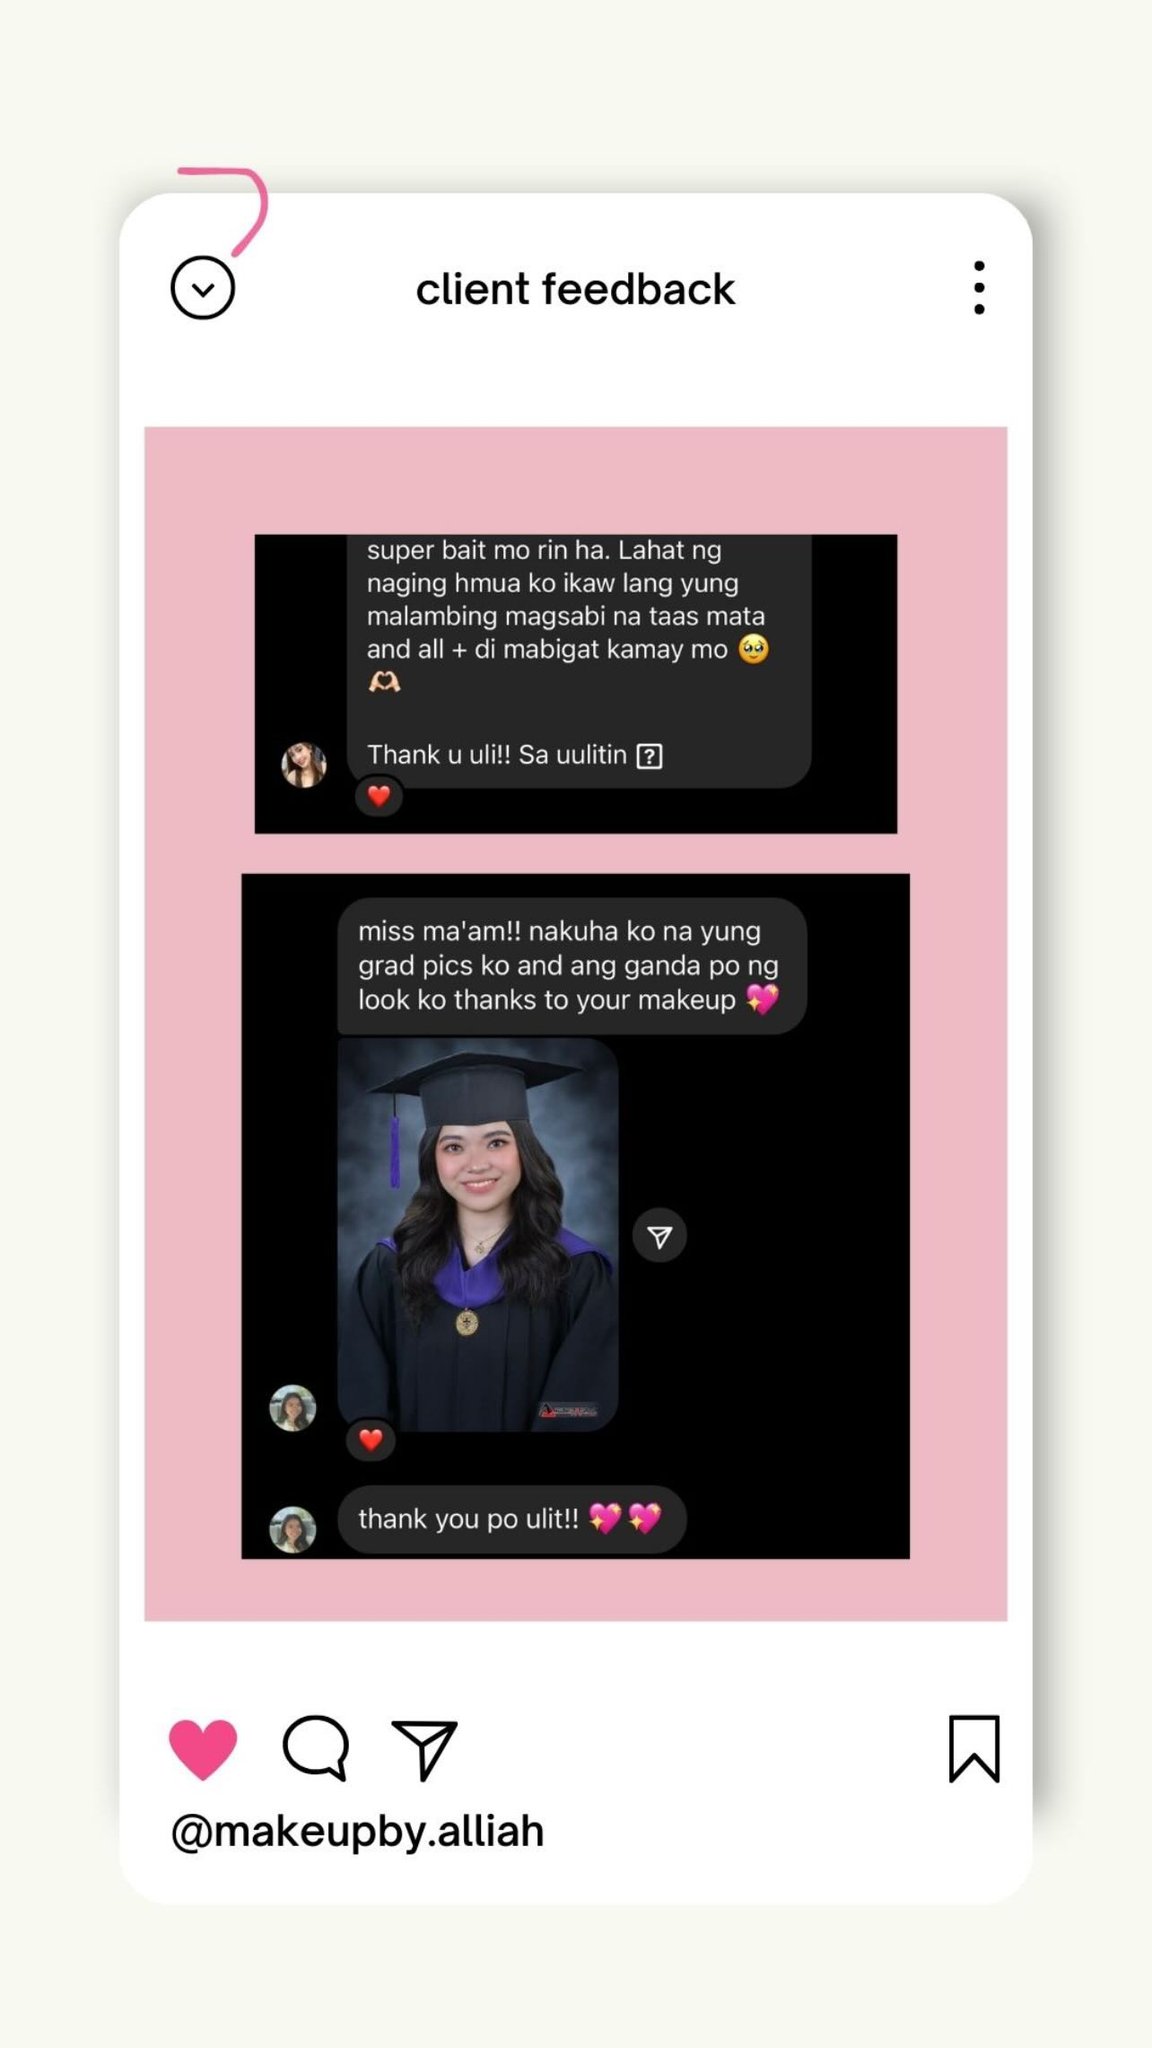 client feedback
super bait mo rin ha. Lahat ng
naging hmua ko ikaw lang yung
malambing magsabi na taas mata
and all + di mabigat kamay mo 🥹
🫶🏻
Thank u uli!! Sa uulitin ⍰
miss ma'am!! nakuha ko na yung
grad pics ko and ang ganda po ng
look ko thanks to your makeup 💖
thank you po ulit!! 💖💖
@makeupby.alliah